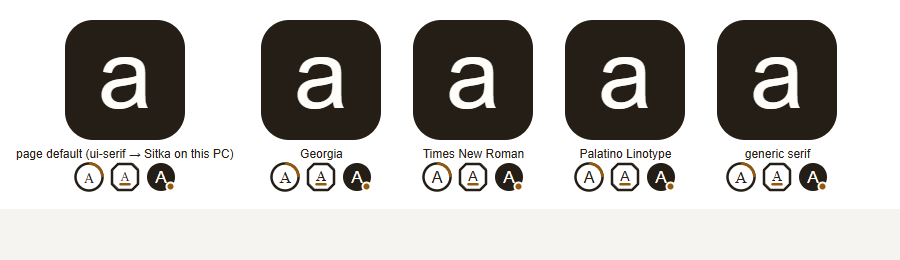 a a a a a
page default (ui-serif → Sitka on this PC) Georgia Times New Roman Palatino Linotype generic serif
A A A A A A A A A A A A A A A